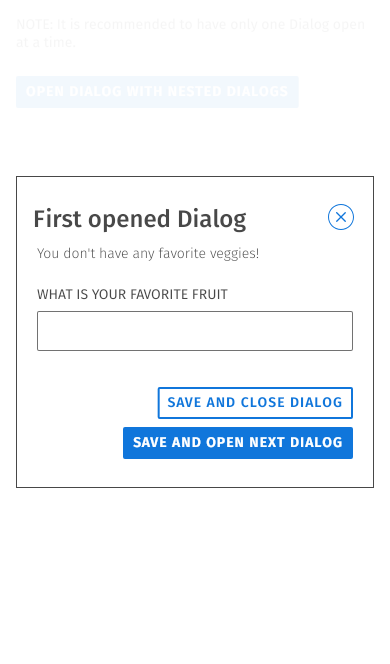 NOTE: It is recommended to have only one Dialog open
at a time.
OPEN DIALOG WITH NESTED DIALOGS
First opened Dialog
You don't have any favorite veggies!
WHAT IS YOUR FAVORITE FRUIT
SAVE AND CLOSE DIALOG
SAVE AND OPEN NEXT DIALOG